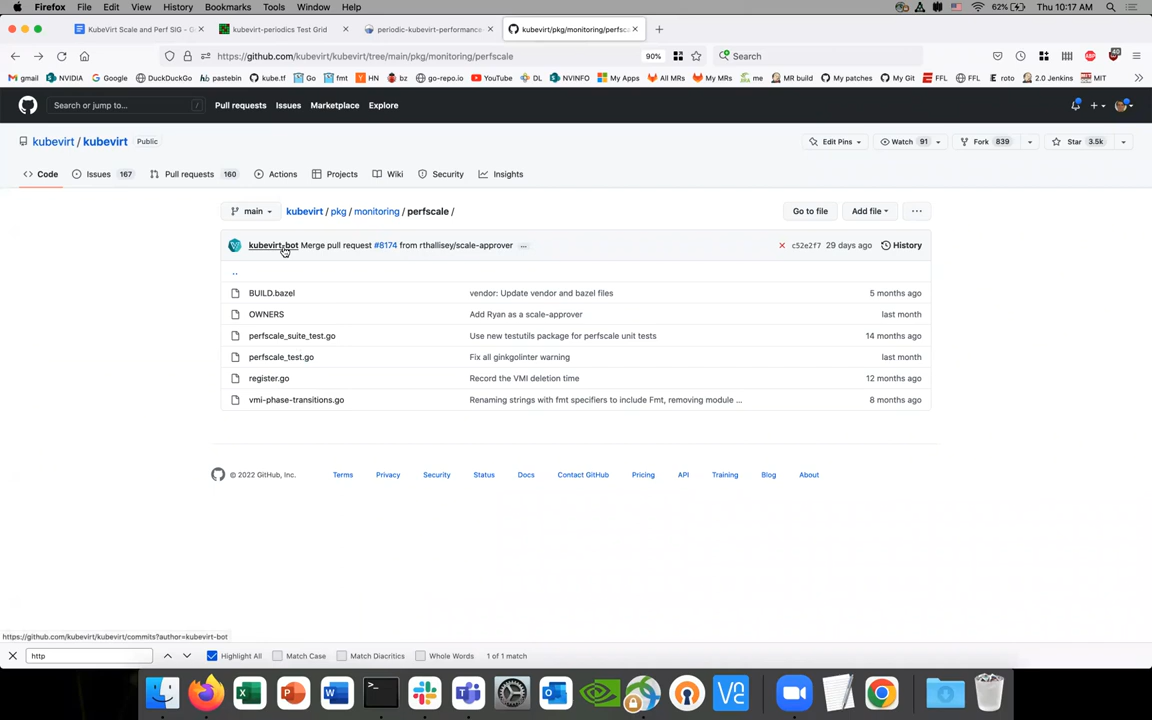 Firefox File Edit View History Bookmarks Tools Window Help 62% Thu 10:17 AM
KubeVirt Scale and Perf SIG - G kubevirt-periodics Test Grid periodic-kubevirt-performance kubevirt/pkg/monitoring/perfsca
https://github.com/kubevirt/kubevirt/tree/main/pkg/monitoring/perfscale 90% Search
gmail NVIDIA Google DuckDuckGo pastebin kube.tf Go fmt HN bz go-repo.io YouTube DL NVINFO My Apps All MRs My MRs me MR build My patches My Git FFL FFL roto 2.0 Jenkins MIT
Search or jump to... / Pull requests Issues Marketplace Explore
kubevirt / kubevirt Public Edit Pins Watch 91 Fork 839 Star 3.5k
Code Issues 167 Pull requests 160 Actions Projects Wiki Security Insights
main kubevirt / pkg / monitoring / perfscale / Go to file Add file ...
kubevirt-bot Merge pull request #8174 from rthallisey/scale-approver ... c52e2f7 29 days ago History
..
BUILD.bazel vendor: Update vendor and bazel files 5 months ago
OWNERS Add Ryan as a scale-approver last month
perfscale_suite_test.go Use new testutils package for perfscale unit tests 14 months ago
perfscale_test.go Fix all ginkgolinter warning last month
register.go Record the VMI deletion time 12 months ago
vmi-phase-transitions.go Renaming strings with fmt specifiers to include Fmt, removing module ... 8 months ago
© 2022 GitHub, Inc. Terms Privacy Security Status Docs Contact GitHub Pricing API Training Blog About
https://github.com/kubevirt/kubevirt/commits?author=kubevirt-bot
http Highlight All Match Case Match Diacritics Whole Words 1 of 1 match